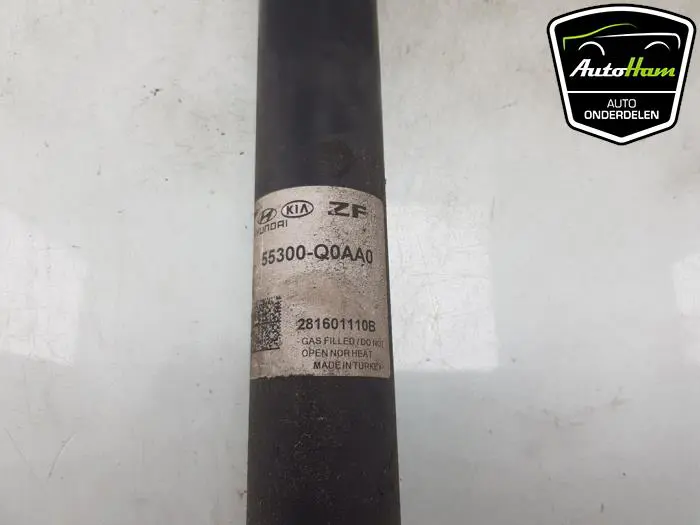 AutoHam
AUTO
ONDERDELEN
HYUNDAI KIA ZF
55300-Q0AA0
281601110B
GAS FILLED/DO NOT
OPEN NOR HEAT
MADE IN TURKEY